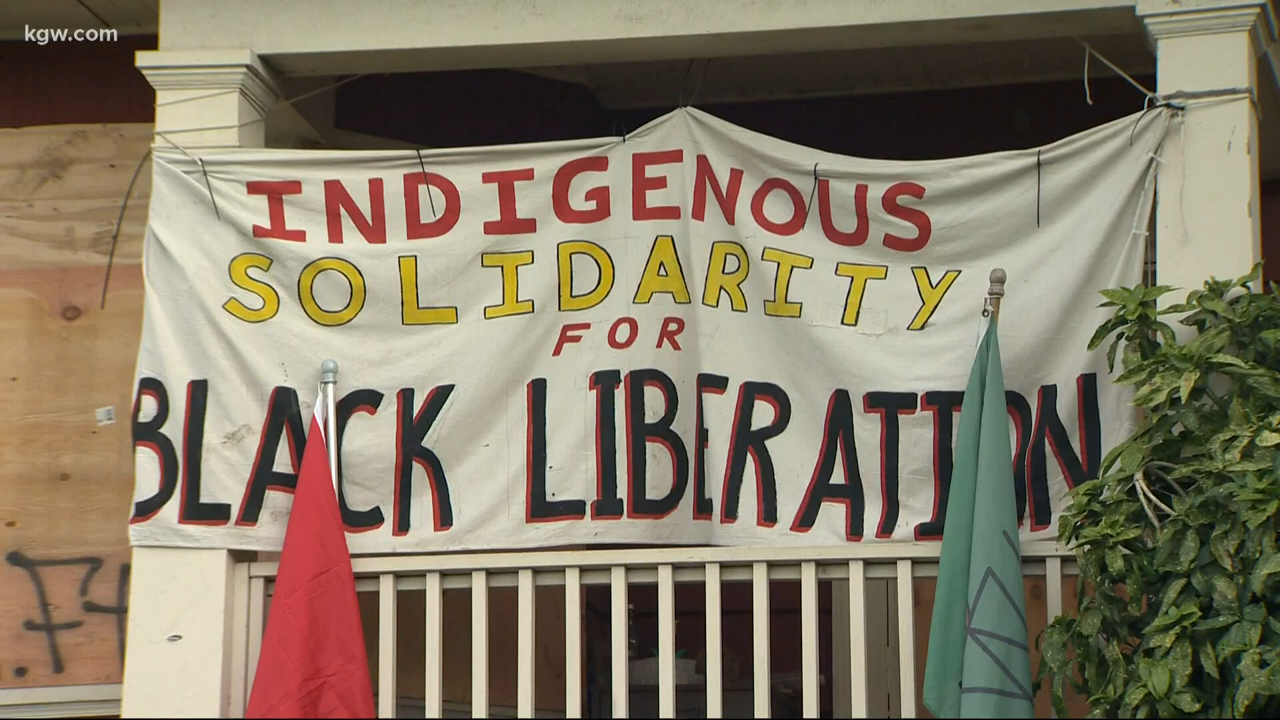 kgw.com
INDIGENOUS
SOLIDARITY
FOR
BLACK LIBERATION